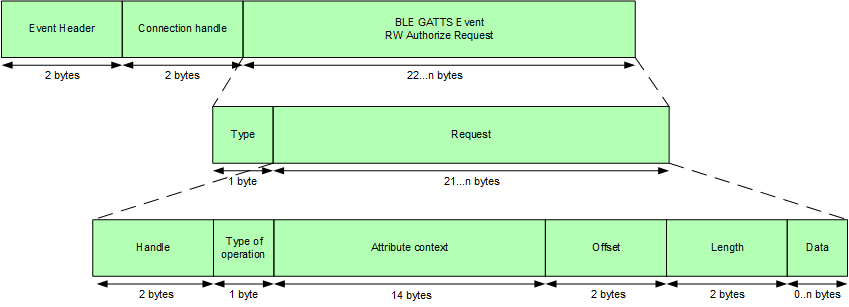 Event Header
Connection handle
BLE GATTS Event
RW Authorize Request
2 bytes
2 bytes
22...n bytes
Type
Request
1 byte
21...n bytes
Handle
Type of
operation
Attribute context
Offset
Length
Data
2 bytes
1 byte
14 bytes
2 bytes
2 bytes
0..n bytes